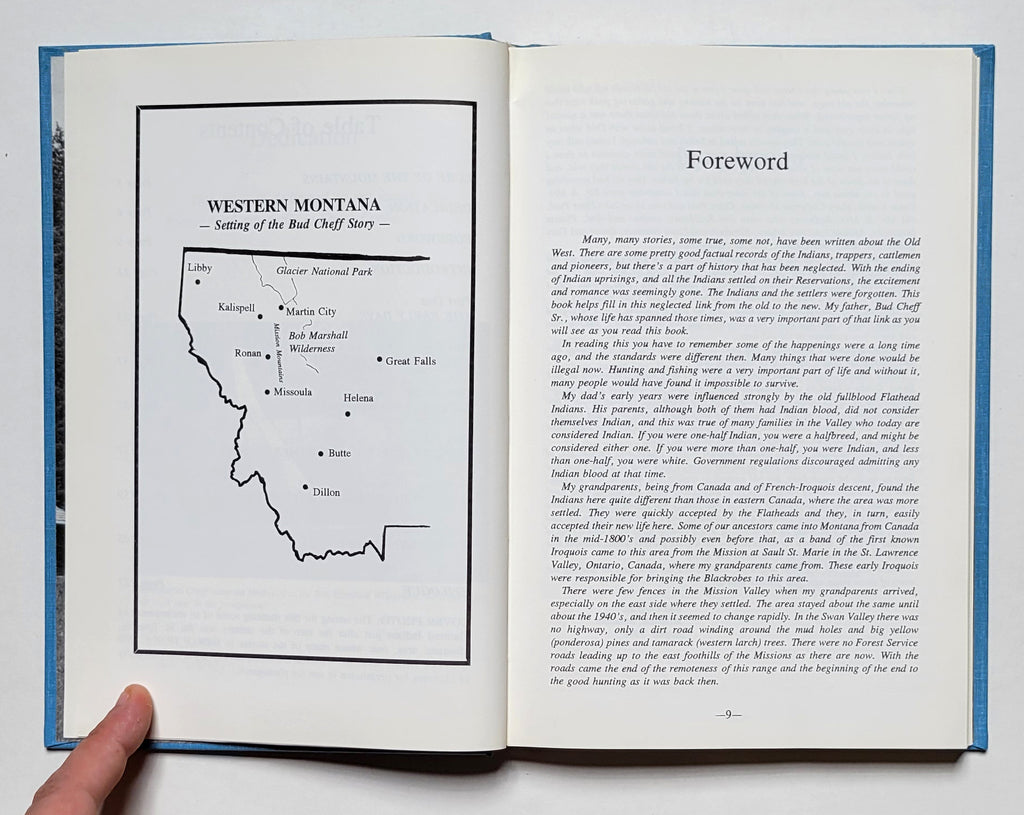 WESTERN MONTANA
— Setting of the Bud Cheff Story —
Libby
Glacier National Park
Kalispell
Martin City
Mission Mountains
Bob Marshall
Wilderness
Ronan
Great Falls
Missoula
Helena
Butte
Dillon
Foreword
Many, many stories, some true, some not, have been written about the Old
West. There are some pretty good factual records of the Indians, trappers, cattlemen
and pioneers, but there's a part of history that has been neglected. With the ending
of Indian uprisings, and all the Indians settled on their Reservations, the excitement
and romance was seemingly gone. The Indians and the settlers were forgotten. This
book helps fill in this neglected link from the old to the new. My father, Bud Cheff
Sr., whose life has spanned those times, was a very important part of that link as you
will see as you read this book.
In reading this you have to remember some of the happenings were a long time
ago, and the standards were different then. Many things that were done would be
illegal now. Hunting and fishing were a very important part of life and without it,
many people would have found it impossible to survive.
My dad's early years were influenced strongly by the old fullblood Flathead
Indians. His parents, although both of them had Indian blood, did not consider
themselves Indian, and this was true of many families in the Valley who today are
considered Indian. If you were one-half Indian, you were a halfbreed, and might be
considered either one. If you were more than one-half, you were Indian, and less
than one-half, you were white. Government regulations discouraged admitting any
Indian blood at that time.
My grandparents, being from Canada and of French-Iroquois descent, found the
Indians here quite different than those in eastern Canada, where the area was more
settled. They were quickly accepted by the Flatheads and they, in turn, easily
accepted their new life here. Some of our ancestors came into Montana from Canada
in the mid-1800's and possibly even before that, as a band of the first known
Iroquois came to this area from the Mission at Sault St. Marie in the St. Lawrence
Valley, Ontario, Canada, where my grandparents came from. These early Iroquois
were responsible for bringing the Blackrobes to this area.
There were few fences in the Mission Valley when my grandparents arrived,
especially on the east side where they settled. The area stayed about the same until
about the 1940's, and then it seemed to change rapidly. In the Swan Valley there was
no highway, only a dirt road winding around the mud holes and big yellow
(ponderosa) pines and tamarack (western larch) trees. There were no Forest Service
roads leading up to the east foothills of the Missions as there are now. With the
roads came the end of the remoteness of this range and the beginning of the end to
the good hunting as it was back then.
—9—